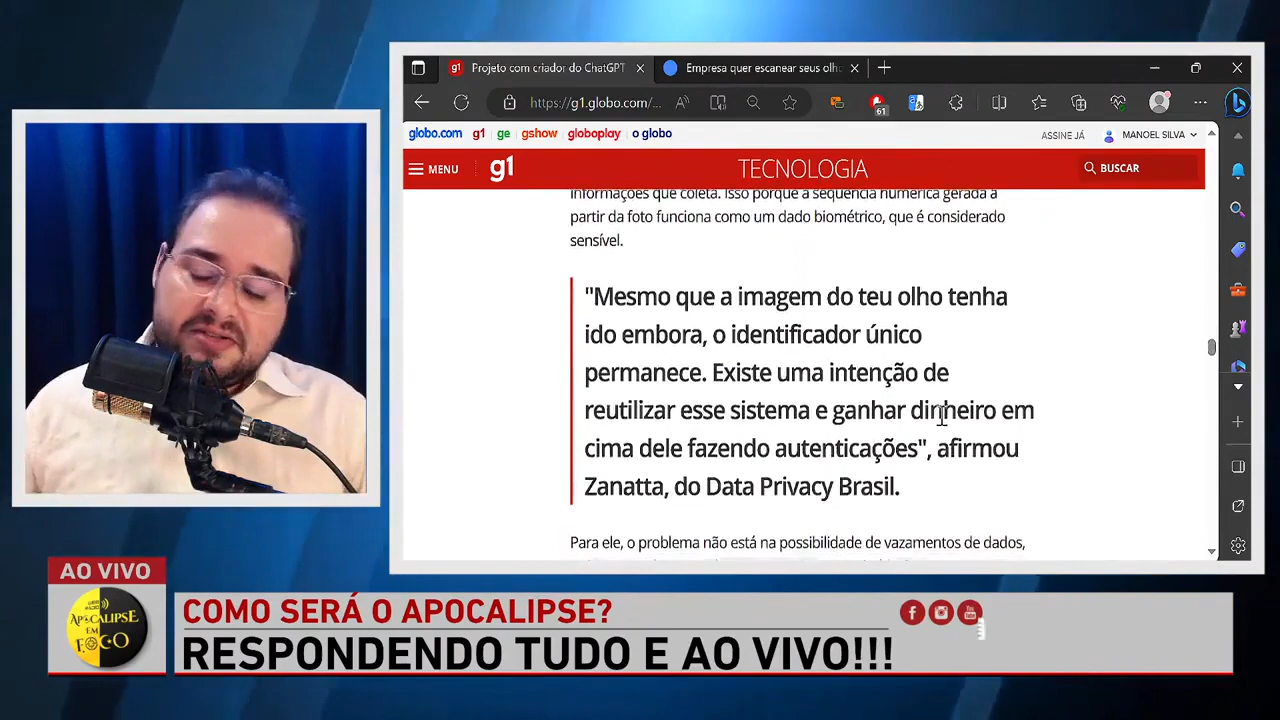 Projeto com criador do ChatGPT
Empresa quer escanear seus olh
https://g1.globo.com/...
61
globo.com g1 ge gshow globoplay o globo
ASSINE JÁ
MANOEL SILVA
MENU
g1
TECNOLOGIA
BUSCAR
informações que coleta. Isso porque a sequência numérica gerada a
partir da foto funciona como um dado biométrico, que é considerado
sensível.
"Mesmo que a imagem do teu olho tenha
ido embora, o identificador único
permanece. Existe uma intenção de
reutilizar esse sistema e ganhar dinheiro em
cima dele fazendo autenticações", afirmou
Zanatta, do Data Privacy Brasil.
Para ele, o problema não está na possibilidade de vazamentos de dados,
AO VIVO
APOCALIPSE
EM
FOCO
COMO SERÁ O APOCALIPSE?
RESPONDENDO TUDO E AO VIVO!!!